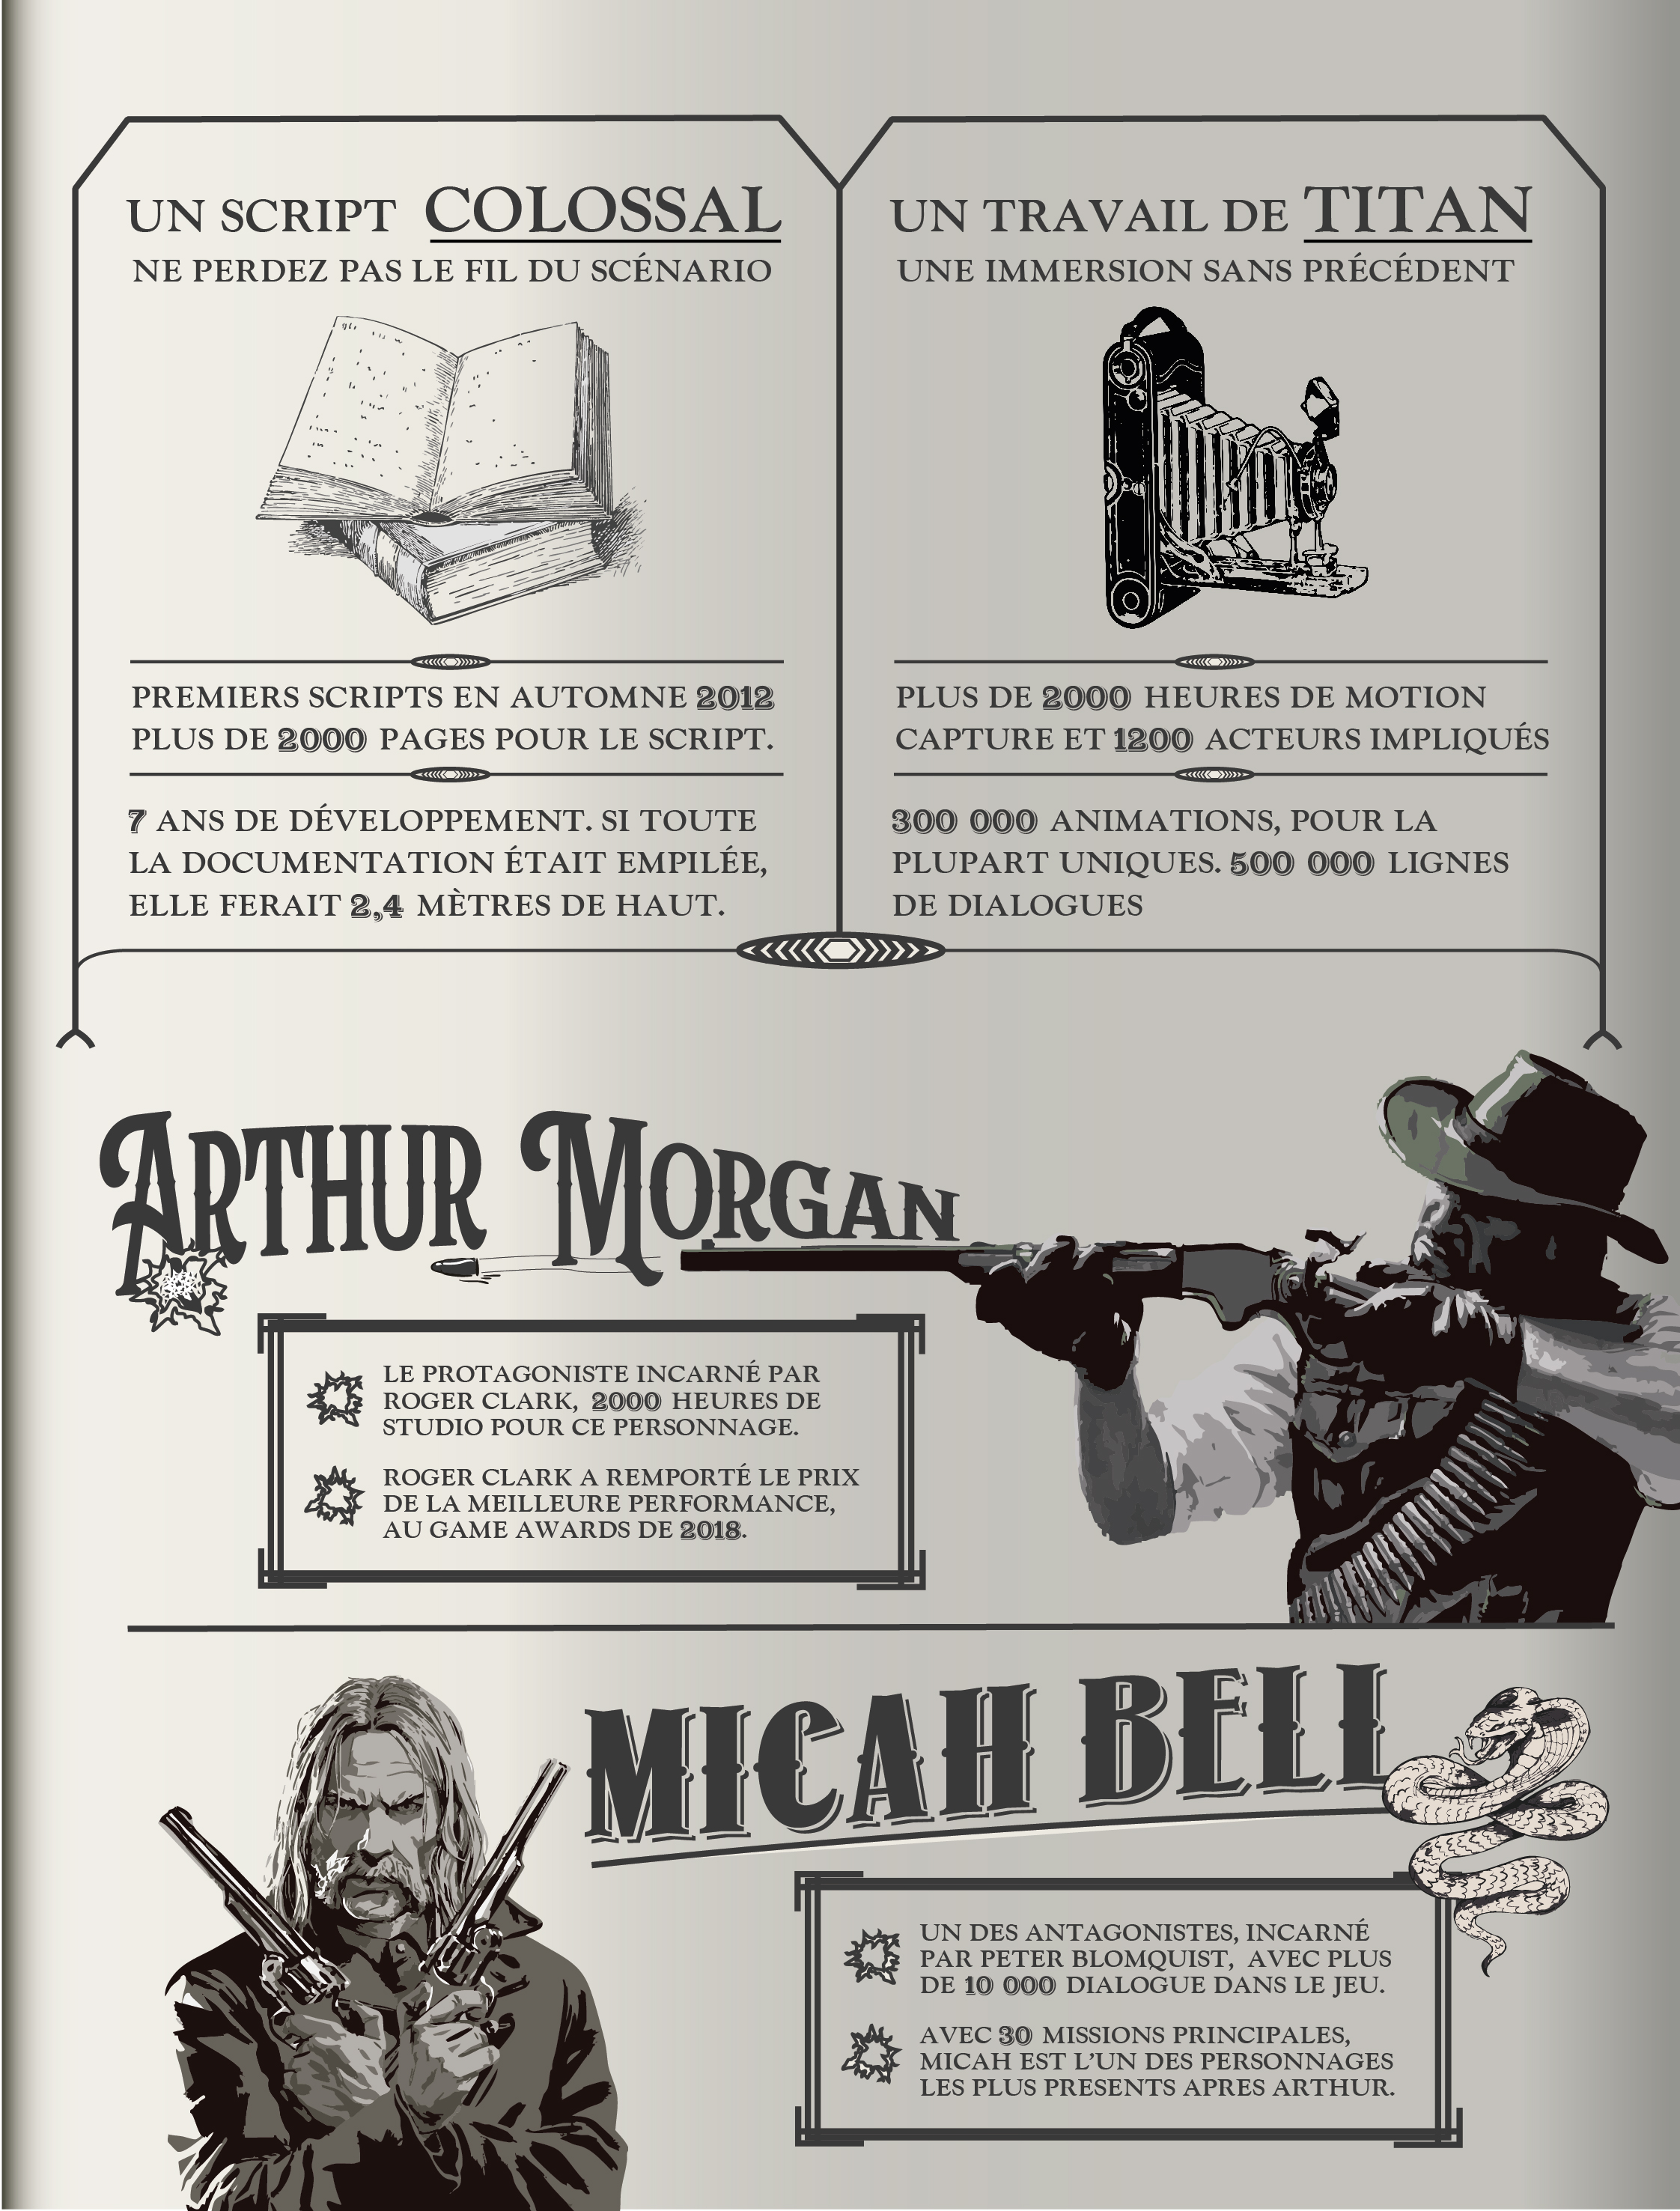 UN SCRIPT COLOSSAL
NE PERDEZ PAS LE FIL DU SCÉNARIO
PREMIERS SCRIPTS EN AUTOMNE 2012
PLUS DE 2000 PAGES POUR LE SCRIPT.
7 ANS DE DÉVELOPPEMENT. SI TOUTE
LA DOCUMENTATION ÉTAIT EMPILÉE,
ELLE FERAIT 2,4 MÈTRES DE HAUT.
UN TRAVAIL DE TITAN
UNE IMMERSION SANS PRÉCÉDENT
PLUS DE 2000 HEURES DE MOTION
CAPTURE ET 1200 ACTEURS IMPLIQUÉS
300 000 ANIMATIONS, POUR LA
PLUPART UNIQUES. 500 000 LIGNES
DE DIALOGUES
ARTHUR MORGAN
LE PROTAGONISTE INCARNÉ PAR
ROGER CLARK, 2000 HEURES DE
STUDIO POUR CE PERSONNAGE.
ROGER CLARK A REMPORTÉ LE PRIX
DE LA MEILLEURE PERFORMANCE,
AU GAME AWARDS DE 2018.
MICAH BELL
UN DES ANTAGONISTES, INCARNÉ
PAR PETER BLOMQUIST, AVEC PLUS
DE 10 000 DIALOGUE DANS LE JEU.
AVEC 30 MISSIONS PRINCIPALES,
MICAH EST L'UN DES PERSONNAGES
LES PLUS PRESENTS APRES ARTHUR.